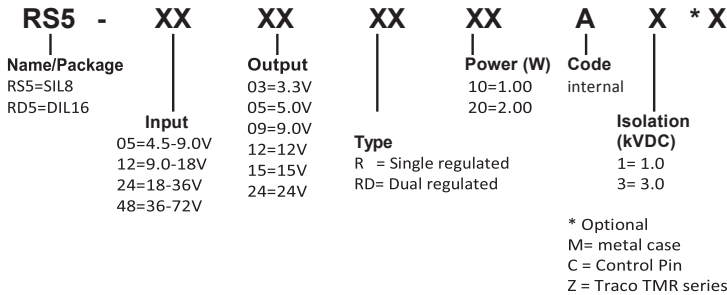 RS5 - XX XX XX XX A X * X
Name/Package
RS5=SIL8
RD5=DIL16
Input
05=4.5-9.0V
12=9.0-18V
24=18-36V
48=36-72V
Output
03=3.3V
05=5.0V
09=9.0V
12=12V
15=15V
24=24V
Type
R = Single regulated
RD= Dual regulated
Power (W)
10=1.00
20=2.00
Code
internal
Isolation
(kVDC)
1= 1.0
3= 3.0
* Optional
M= metal case
C = Control Pin
Z = Traco TMR series